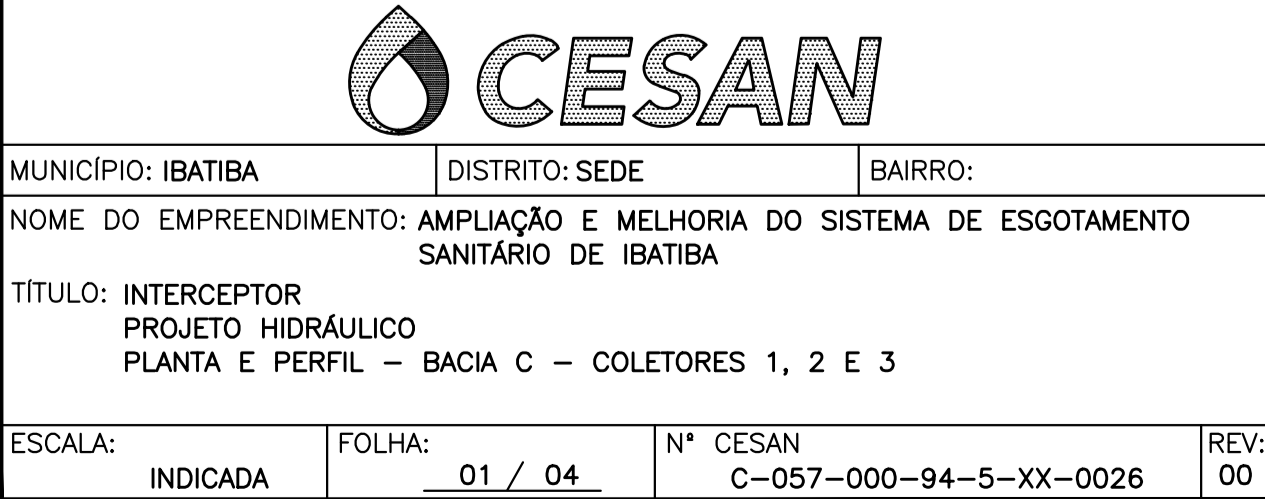 CESAN
MUNICÍPIO: IBATIBA DISTRITO: SEDE BAIRRO:
NOME DO EMPREENDIMENTO: AMPLIAÇÃO E MELHORIA DO SISTEMA DE ESGOTAMENTO
SANITÁRIO DE IBATIBA
TÍTULO: INTERCEPTOR
PROJETO HIDRÁULICO
PLANTA E PERFIL – BACIA C – COLETORES 1, 2 E 3
ESCALA: FOLHA: Nª CESAN REV:
INDICADA 01 / 04 C-057-000-94-5-XX-0026 00